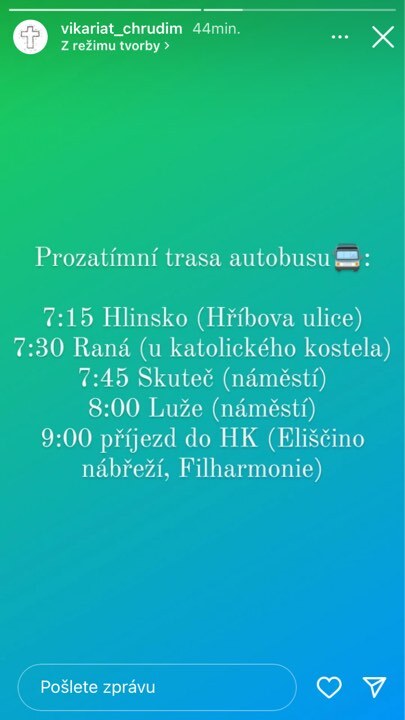 vikariat_chrudim 44min.
Z režimu tvorby >
Prozatímní trasa autobusu🚍:
7:15 Hlinsko (Hříbova ulice)
7:30 Raná (u katolického kostela)
7:45 Skuteč (náměstí)
8:00 Luže (náměstí)
9:00 příjezd do HK (Eliščino
nábřeží, Filharmonie)
Pošlete zprávu